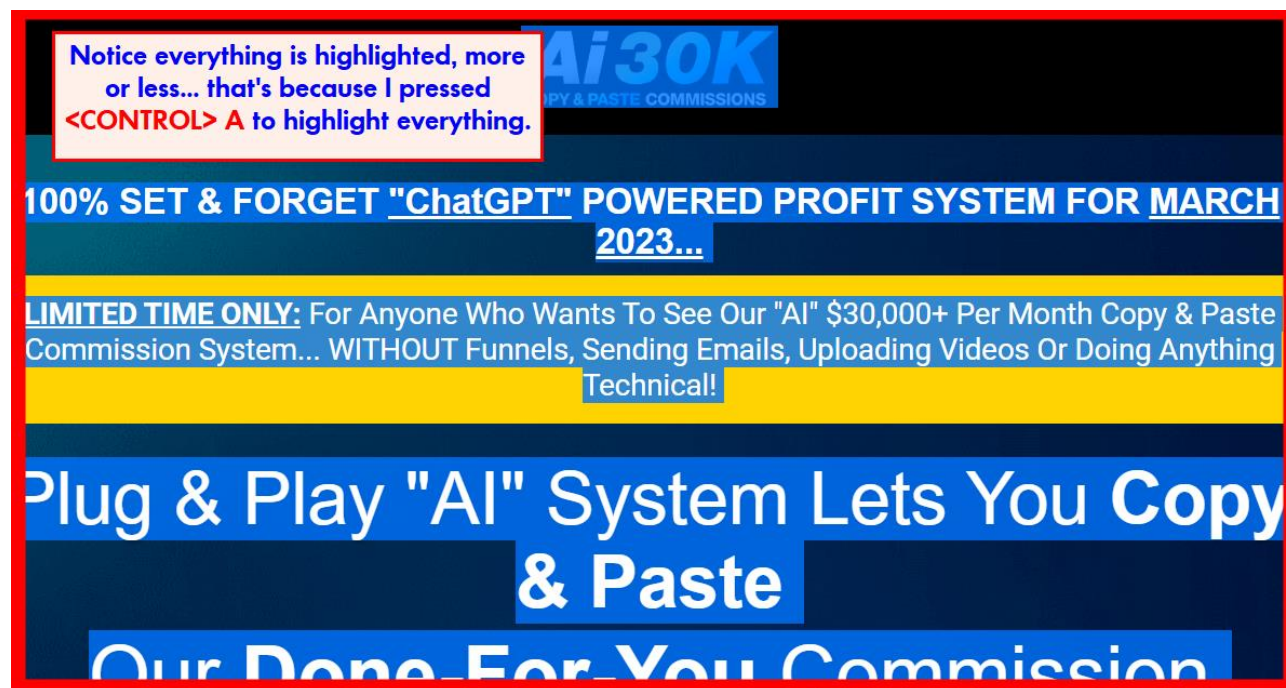 Notice everything is highlighted, more
or less... that's because I pressed
<CONTROL> A to highlight everything.
Ai30K
PY & PASTE COMMISSIONS
100% SET & FORGET "ChatGPT" POWERED PROFIT SYSTEM FOR MARCH
2023...
LIMITED TIME ONLY: For Anyone Who Wants To See Our "AI" $30,000+ Per Month Copy & Paste
Commission System... WITHOUT Funnels, Sending Emails, Uploading Videos Or Doing Anything
Technical!
Plug & Play "AI" System Lets You Copy
& Paste
Our Done-For-You Commission